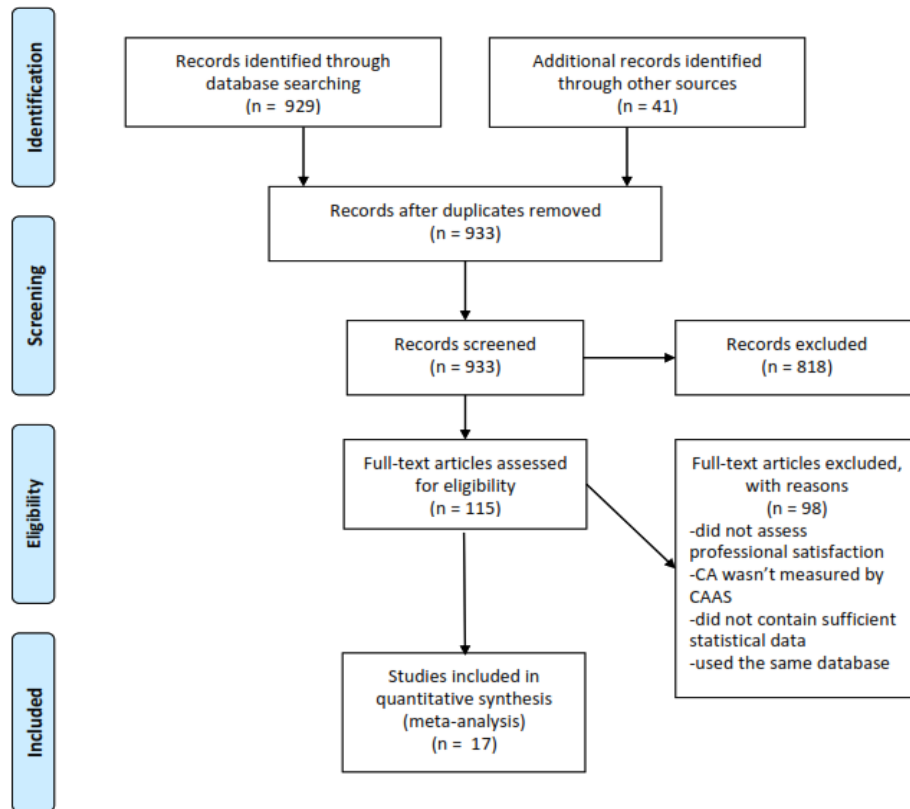 Identification
Records identified through
database searching
(n = 929)
Additional records identified
through other sources
(n = 41)
Screening
Records after duplicates removed
(n = 933)
Records screened
(n = 933)
Records excluded
(n = 818)
Eligibility
Full-text articles assessed
for eligibility
(n = 115)
Full-text articles excluded,
with reasons
(n = 98)
-did not assess
professional satisfaction
-CA wasn't measured by
CAAS
-did not contain sufficient
statistical data
-used the same database
Included
Studies included in
quantitative synthesis
(meta-analysis)
(n = 17)